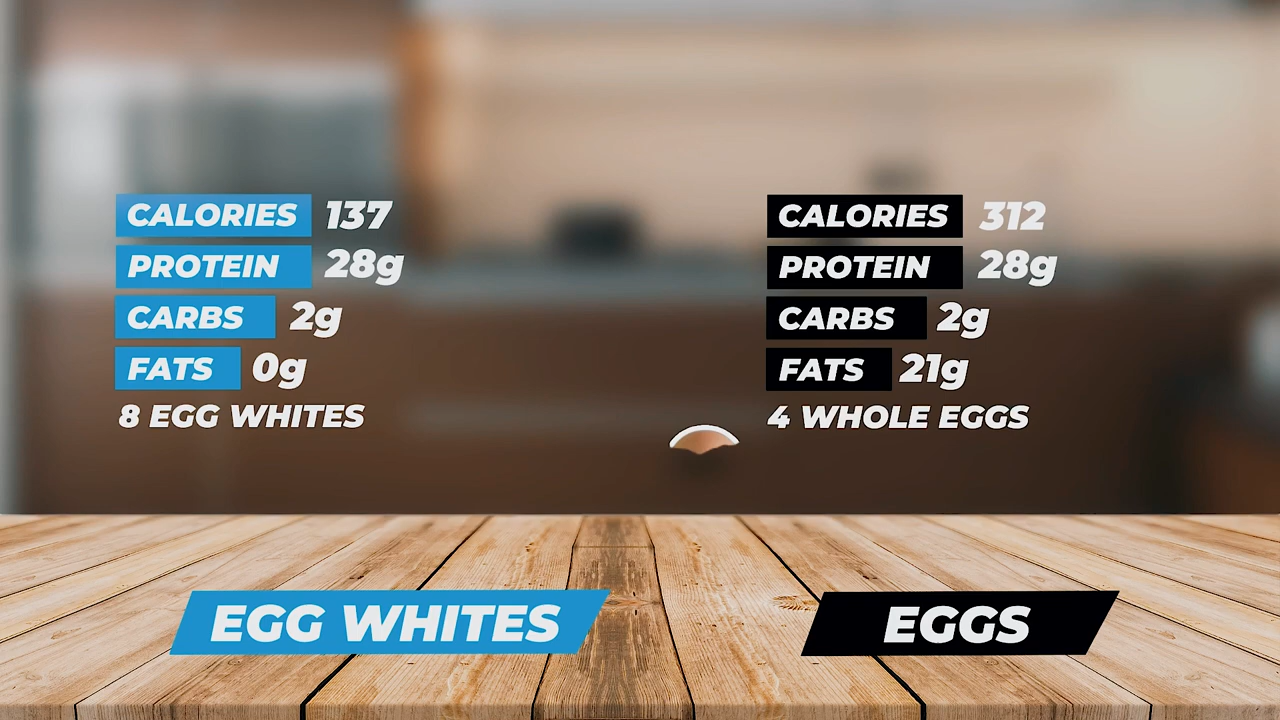 CALORIES 137
PROTEIN 28g
CARBS 2g
FATS 0g
8 EGG WHITES
CALORIES 312
PROTEIN 28g
CARBS 2g
FATS 21g
4 WHOLE EGGS
EGG WHITES
EGGS